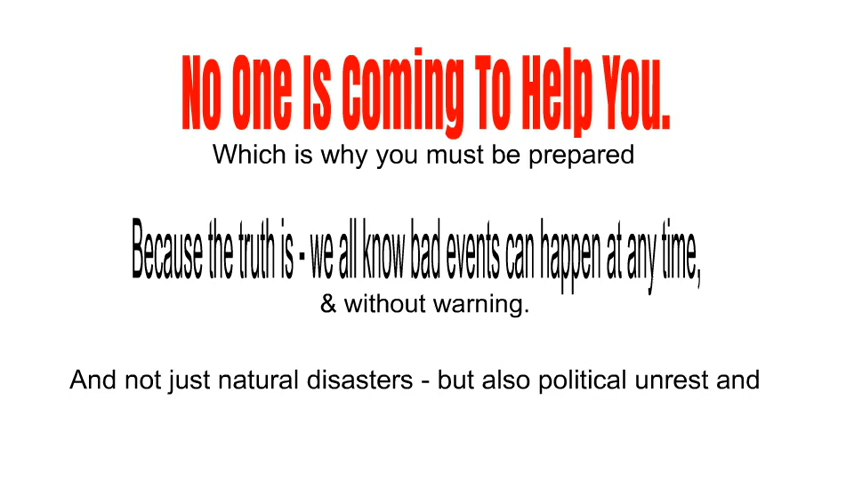 No One Is Coming To Help You.
Which is why you must be prepared
Because the truth is - we all know bad events can happen at any time,
& without warning.
And not just natural disasters - but also political unrest and